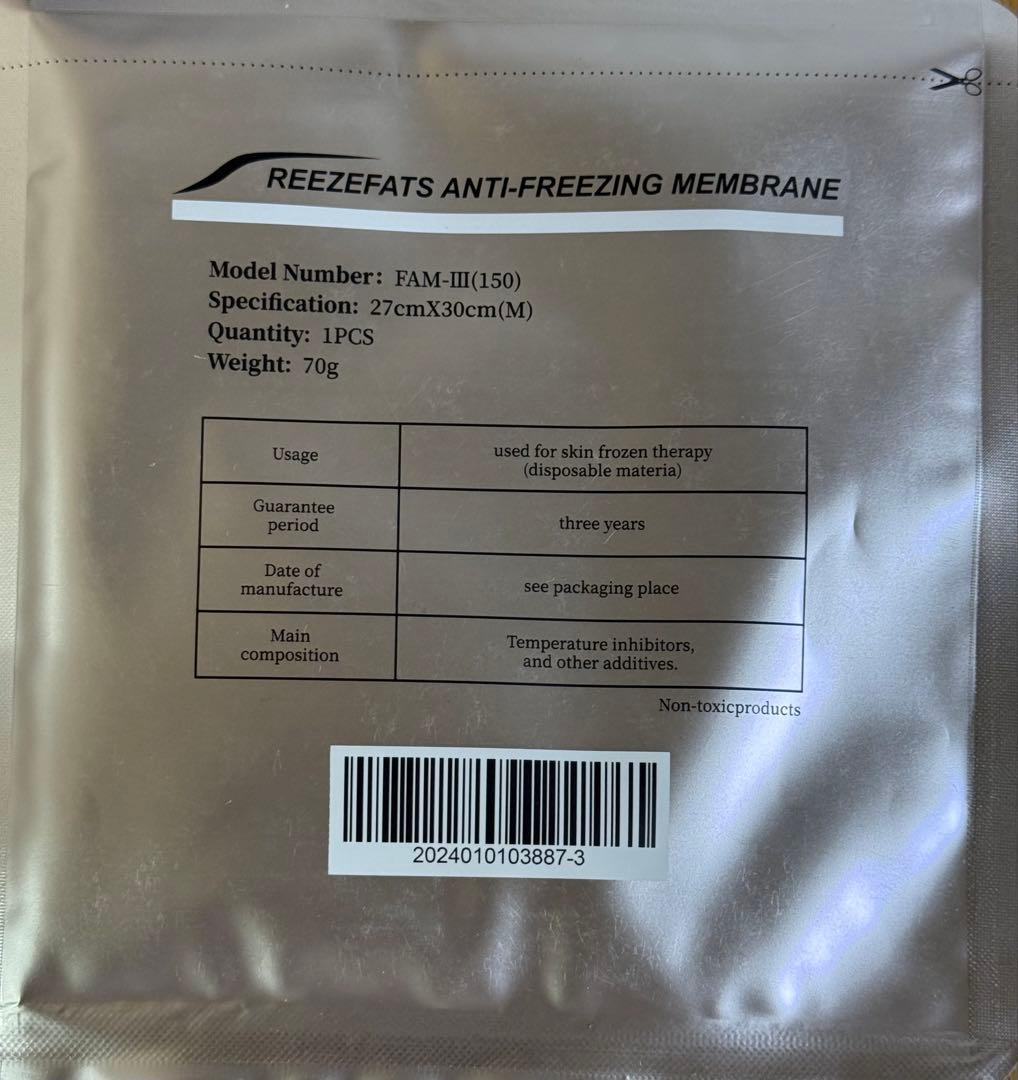 REEZEFATS ANTI-FREEZING MEMBRANE
Model Number: FAM-III(150)
Specification: 27cmX30cm(M)
Quantity: 1PCS
Weight: 70g
Usage
used for skin frozen therapy
(disposable materia)
Guarantee
period
three years
Date of
manufacture
see packaging place
Main
composition
Temperature inhibitors,
and other additives.
Non-toxicproducts
2024010103887-3